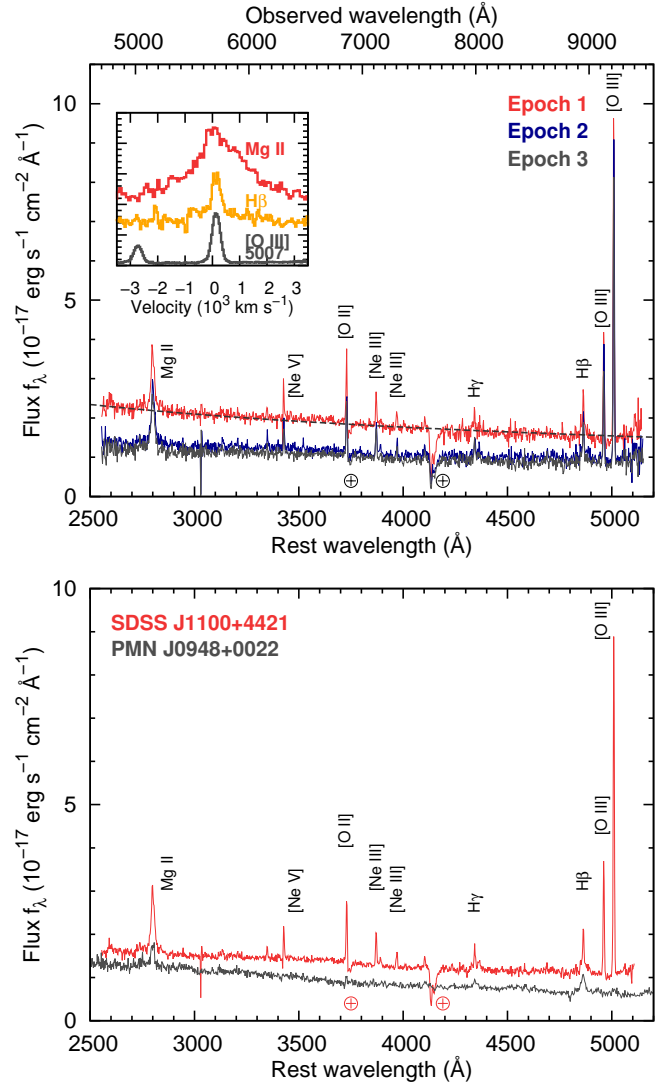 Observed wavelength (Å)
5000 6000 7000 8000 9000
10
5
0
Flux fλ (10−17 erg s−1 cm−2 Å−1)
Epoch 1
Epoch 2
Epoch 3
Mg II
Hβ
[O III]
5007
−3 −2 −1 0 1 2 3
Velocity (10³ km s−1)
Mg II
[Ne V]
[O II]
[Ne III]
[Ne III]
Hγ
Hβ
[O III]
[O III]
2500 3000 3500 4000 4500 5000
Rest wavelength (Å)
10
5
0
Flux fλ (10−17 erg s−1 cm−2 Å−1)
SDSS J1100+4421
PMN J0948+0022
Mg II
[Ne V]
[O II]
[Ne III]
[Ne III]
Hγ
Hβ
[O III]
[O III]
2500 3000 3500 4000 4500 5000
Rest wavelength (Å)